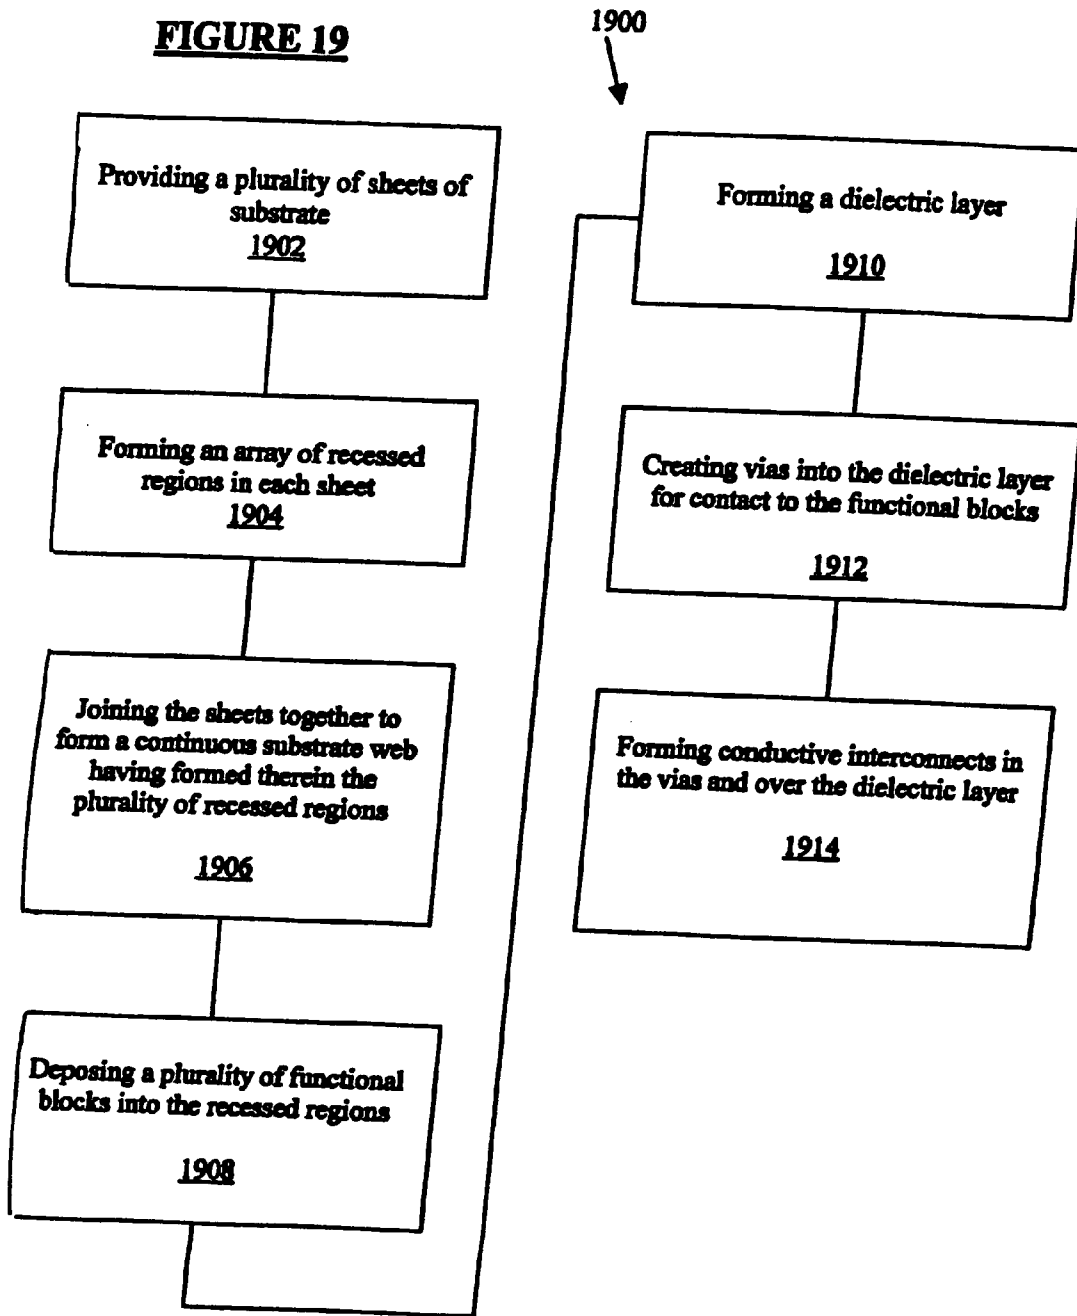 FIGURE 19
1900
Providing a plurality of sheets of
substrate
1902
Forming an array of recessed
regions in each sheet
1904
Joining the sheets together to
form a continuous substrate web
having formed therein the
plurality of recessed regions
1906
Deposing a plurality of functional
blocks into the recessed regions
1908
Forming a dielectric layer
1910
Creating vias into the dielectric layer
for contact to the functional blocks
1912
Forming conductive interconnects in
the vias and over the dielectric layer
1914